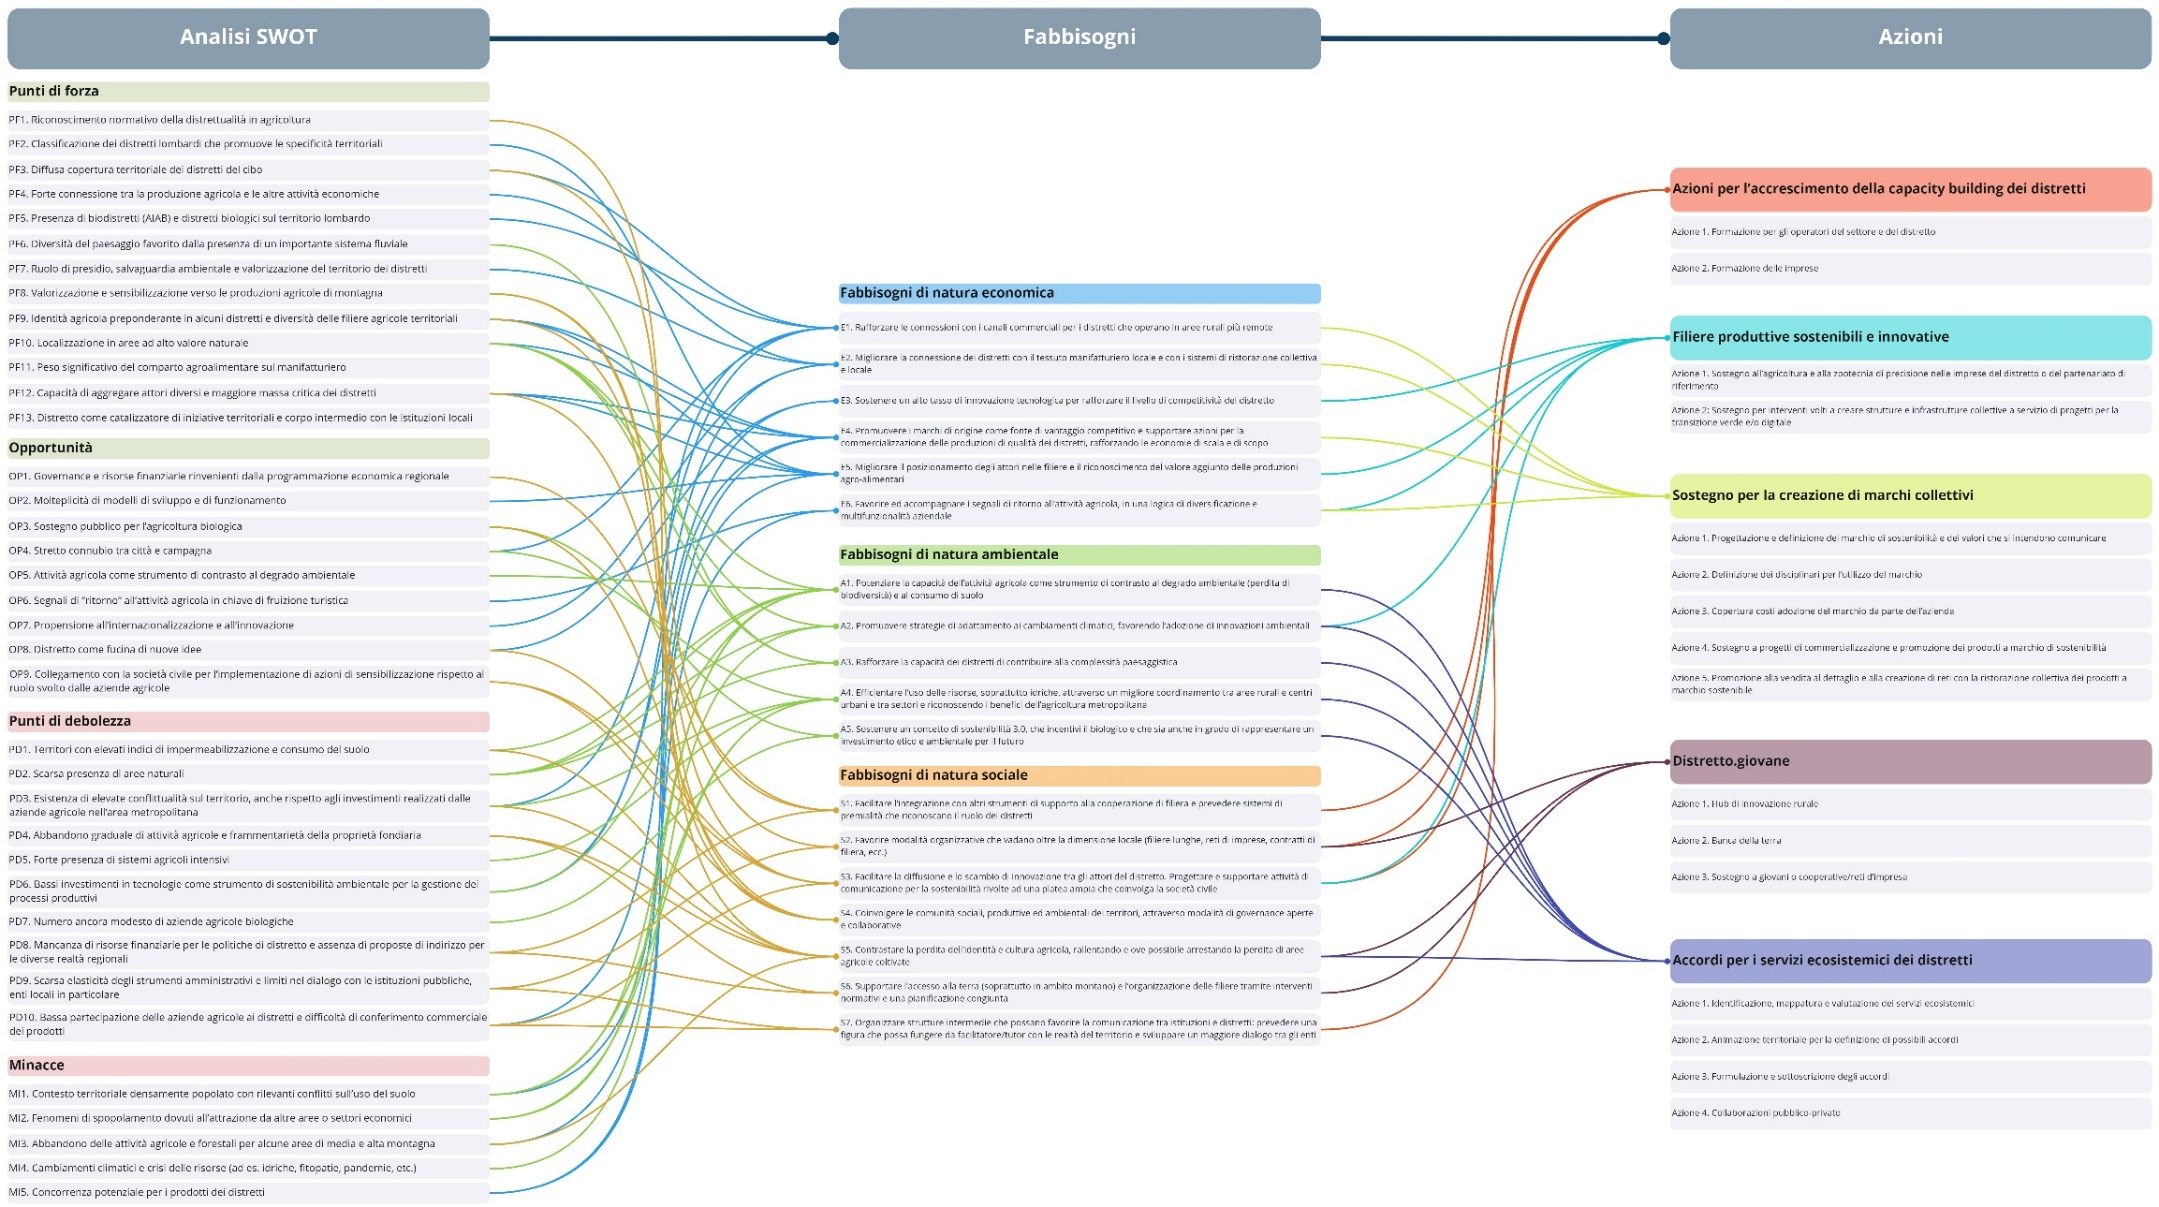 Analisi SWOT
Fabbisogni
Azioni
Punti di forza
PF1. Riconoscimento normativo della distrettualità in agricoltura
PF2. Classificazione dei distretti lombardi che promuove le specificità territoriali
PF3. Diffusa copertura territoriale dei distretti del cibo
PF4. Forte connessione tra la produzione agricola e le altre attività economiche
PF5. Presenza di biodistretti (AIAB) e distretti biologici sul territorio lombardo
PF6. Diversità del paesaggio favorito dalla presenza di un importante sistema fluviale
PF7. Ruolo di presidio, salvaguardia ambientale e valorizzazione del territorio dei distretti
PF8. Valorizzazione e sensibilizzazione verso le produzioni agricole di montagna
PF9. Identità agricola preponderante in alcuni distretti e diversità delle filiere agricole territoriali
PF10. Localizzazione in aree ad alto valore naturale
PF11. Peso significativo del comparto agroalimentare sul manifatturiero
PF12. Capacità di aggregare attori diversi e maggiore massa critica dei distretti
PF13. Distretto come catalizzatore di iniziative territoriali e corpo intermedio con le istituzioni locali
Opportunità
OP1. Governance e risorse finanziarie rinvenienti dalla programmazione economica regionale
OP2. Molteplicità di modelli di sviluppo e di funzionamento
OP3. Sostegno pubblico per l'agricoltura biologica
OP4. Stretto connubio tra città e campagna
OP5. Attività agricola come strumento di contrasto al degrado ambientale
OP6. Segnali di “ritorno” all’attività agricola in chiave di fruizione turistica
OP7. Propensione all’internazionalizzazione e all’innovazione
OP8. Distretto come fucina di nuove idee
OP9. Collegamento con la società civile per l’implementazione di azioni di sensibilizzazione rispetto al
ruolo svolto dalle aziende agricole
Punti di debolezza
PD1. Territori con elevati indici di impermeabilizzazione e consumo del suolo
PD2. Scarsa presenza di aree naturali
PD3. Esistenza di elevate conflittualità sul territorio, anche rispetto agli investimenti realizzati dalle
aziende agricole nell’area metropolitana
PD4. Abbandono graduale di attività agricole e frammentarietà della proprietà fondiaria
PD5. Forte presenza di sistemi agricoli intensivi
PD6. Bassi investimenti in tecnologie come strumento di sostenibilità ambientale per la gestione dei
processi produttivi
PD7. Numero ancora modesto di aziende agricole biologiche
PD8. Mancanza di risorse finanziarie per le politiche di distretto e assenza di proposte di indirizzo per
le diverse realtà regionali
PD9. Scarsa elasticità degli strumenti amministrativi e limiti nel dialogo con le istituzioni pubbliche,
enti locali in particolare
PD10. Bassa partecipazione delle aziende agricole ai distretti e difficoltà di conferimento commerciale
dei prodotti
Minacce
MI1. Contesto territoriale densamente popolato con rilevanti conflitti sull’uso del suolo
MI2. Fenomeni di spopolamento dovuti all’attrazione da altre aree o settori economici
MI3. Abbandono delle attività agricole e forestali per alcune aree di media e alta montagna
MI4. Cambiamenti climatici e crisi delle risorse (ad es. idriche, fitopatie, pandemie, etc.)
MI5. Concorrenza potenziale per i prodotti dei distretti
Fabbisogni di natura economica
E1. Rafforzare le connessioni con i canali commerciali per i distretti che operano in aree rurali più remote
E2. Migliorare la connessione dei distretti con il tessuto manifatturiero locale e con i sistemi di ristorazione collettiva
e locale
E3. Sostenere un alto tasso di innovazione tecnologica per rafforzare il livello di competitività del distretto
E4. Promuovere i marchi di origine come fonte di vantaggio competitivo e supportare azioni per la
commercializzazione delle produzioni di qualità dei distretti, rafforzando le economie di scala e di scopo
E5. Migliorare il posizionamento degli attori nelle filiere e il riconoscimento del valore aggiunto delle produzioni
agro-alimentari
E6. Favorire ed accompagnare i segnali di ritorno all’attività agricola, in una logica di diversificazione e
multifunzionalità aziendale
Fabbisogni di natura ambientale
A1. Potenziare la capacità dell’attività agricola come strumento di contrasto al degrado ambientale (perdita di
biodiversità) e al consumo di suolo
A2. Promuovere strategie di adattamento ai cambiamenti climatici, favorendo l’adozione di innovazioni ambientali
A3. Rafforzare la capacità dei distretti di contribuire alla complessità paesaggistica
A4. Efficientare l’uso delle risorse, soprattutto idriche, attraverso un migliore coordinamento tra aree rurali e centri
urbani e tra settori e riconoscendo i benefici dell’agricoltura metropolitana
A5. Sostenere un concetto di sostenibilità 3.0, che incentivi il biologico e che sia anche in grado di rappresentare un
investimento etico e ambientale per il futuro
Fabbisogni di natura sociale
S1. Facilitare l’integrazione con altri strumenti di supporto alla cooperazione di filiera e prevedere sistemi di
premialità che riconoscano il ruolo dei distretti
S2. Favorire modalità organizzative che vadano oltre la dimensione locale (filiere lunghe, reti di imprese, contratti di
filiera, ecc.)
S3. Facilitare la diffusione e lo scambio di innovazione tra gli attori del distretto. Progettare e supportare attività di
comunicazione per la sostenibilità rivolte ad una platea ampia che coinvolga la società civile
S4. Coinvolgere le comunità sociali, produttive ed ambientali dei territori, attraverso modalità di governance aperte
e collaborative
S5. Contrastare la perdita dell’identità e cultura agricola, rallentando e ove possibile arrestando la perdita di aree
agricole coltivate
S6. Supportare l’accesso alla terra (soprattutto in ambito montano) e l’organizzazione delle filiere tramite interventi
normativi e una pianificazione congiunta
S7. Organizzare strutture intermedie che possano favorire la comunicazione tra istituzioni e distretti: prevedere una
figura che possa fungere da facilitatore/tutor con le realtà del territorio e sviluppare un maggiore dialogo tra gli enti
Azioni per l’accrescimento della capacity building dei distretti
Azione 1. Formazione per gli operatori del settore e del distretto
Azione 2. Formazione delle imprese
Filiere produttive sostenibili e innovative
Azione 1. Sostegno all’agricoltura e alla zootecnia di precisione nelle imprese del distretto o del partenariato di
riferimento
Azione 2: Sostegno per interventi volti a creare strutture e infrastrutture collettive a servizio di progetti per la
transizione verde e/o digitale
Sostegno per la creazione di marchi collettivi
Azione 1. Progettazione e definizione del marchio di sostenibilità e dei valori che si intendono comunicare
Azione 2. Definizione dei disciplinari per l’utilizzo del marchio
Azione 3. Copertura costi adozione del marchio da parte dell’azienda
Azione 4. Sostegno a progetti di commercializzazione e promozione dei prodotti a marchio di sostenibilità
Azione 5. Promozione alla vendita al dettaglio e alla creazione di reti con la ristorazione collettiva dei prodotti a
marchio sostenibile
Distretto.giovane
Azione 1. Hub di innovazione rurale
Azione 2. Banca della terra
Azione 3. Sostegno a giovani o cooperative/reti d’impresa
Accordi per i servizi ecosistemici dei distretti
Azione 1. Identificazione, mappatura e valutazione dei servizi ecosistemici
Azione 2. Animazione territoriale per la definizione di possibili accordi
Azione 3. Formulazione e sottoscrizione degli accordi
Azione 4. Collaborazioni pubblico-privato